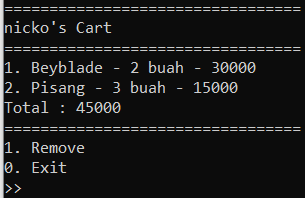 =================================
nicko's Cart
=================================
1. Beyblade - 2 buah - 30000
2. Pisang - 3 buah - 15000
Total : 45000
=================================
1. Remove
0. Exit
>>